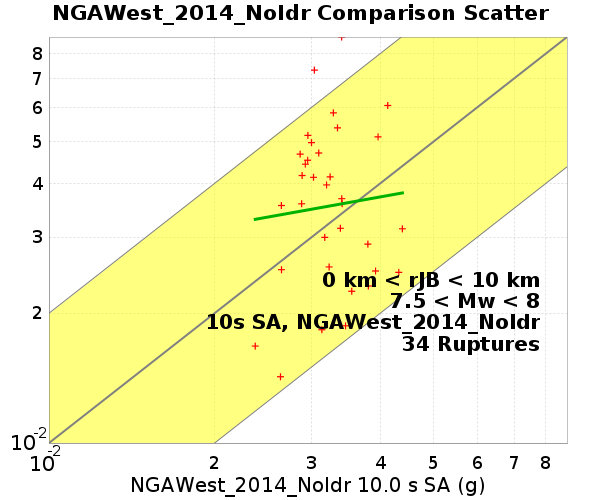 NGAWest_2014_NoIdr Comparison Scatter
8
7
6
5
4
3
2
10-2
0 km < rJB < 10 km
7.5 < Mw < 8
10s SA, NGAWest_2014_NoIdr
34 Ruptures
10-2 2 3 4 5 6 7 8
NGAWest_2014_NoIdr 10.0 s SA (g)